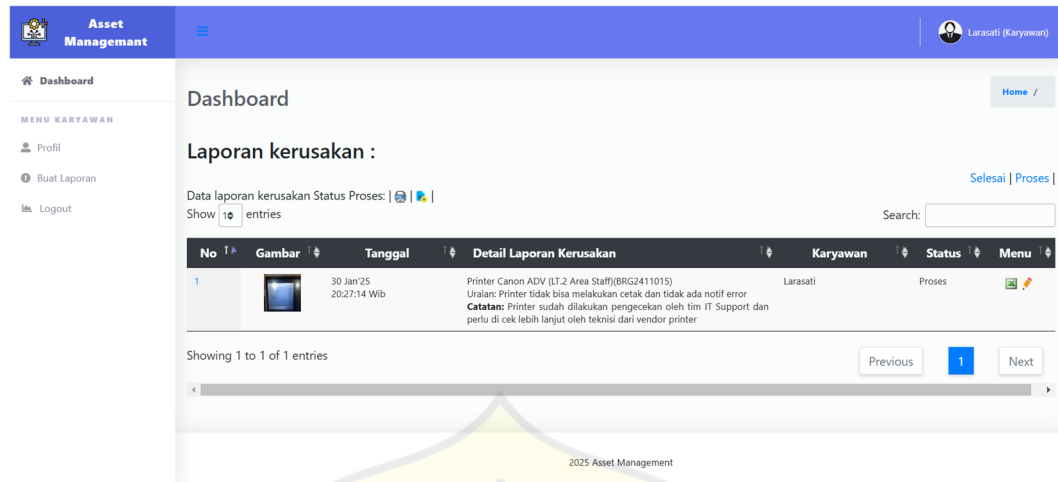 Asset
Managemant
Larasati (Karyawan)
Dashboard
MENU KARYAWAN
Profil
Buat Laporan
Logout
Dashboard
Home /
Laporan kerusakan :
Selesai | Proses |
Data laporan kerusakan Status Proses: | | |
Show 10 entries
Search:
No Gambar Tanggal Detail Laporan Kerusakan Karyawan Status Menu
1 30 Jan'25 Printer Canon ADV (LT.2 Area Staff)(BRG2411015) Larasati Proses
20:27:14 Wib Uraian: Printer tidak bisa melakukan cetak dan tidak ada notif error
Catatan: Printer sudah dilakukan pengecekan oleh tim IT Support dan
perlu di cek lebih lanjut oleh teknisi dari vendor printer
Showing 1 to 1 of 1 entries
Previous 1 Next
2025 Asset Management